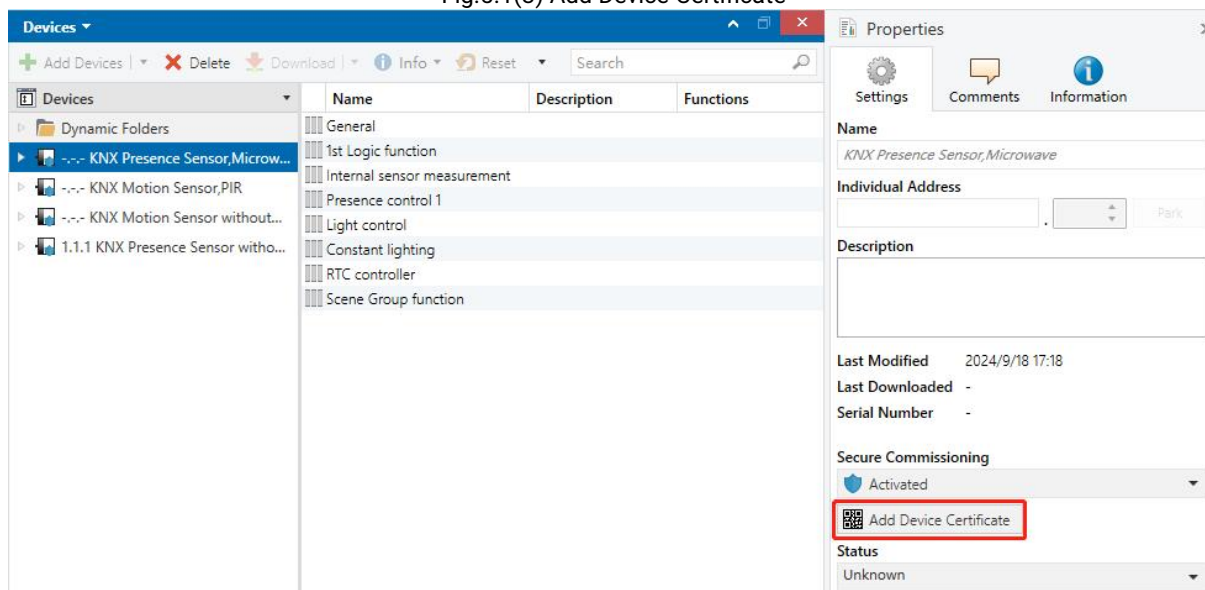 Fig.5.1(3) Add Device Certificate
Devices
Add Devices
Delete
Download
Info
Reset
Search
Devices
Dynamic Folders
-.-.- KNX Presence Sensor,Microw...
-.-.- KNX Motion Sensor,PIR
-.-.- KNX Motion Sensor without...
1.1.1 KNX Presence Sensor witho...
Name Description Functions
General
1st Logic function
Internal sensor measurement
Presence control 1
Light control
Constant lighting
RTC controller
Scene Group function
Properties
Settings Comments Information
Name
KNX Presence Sensor,Microwave
Individual Address
. Park
Description
Last Modified 2024/9/18 17:18
Last Downloaded -
Serial Number -
Secure Commissioning
Activated
Add Device Certificate
Status
Unknown